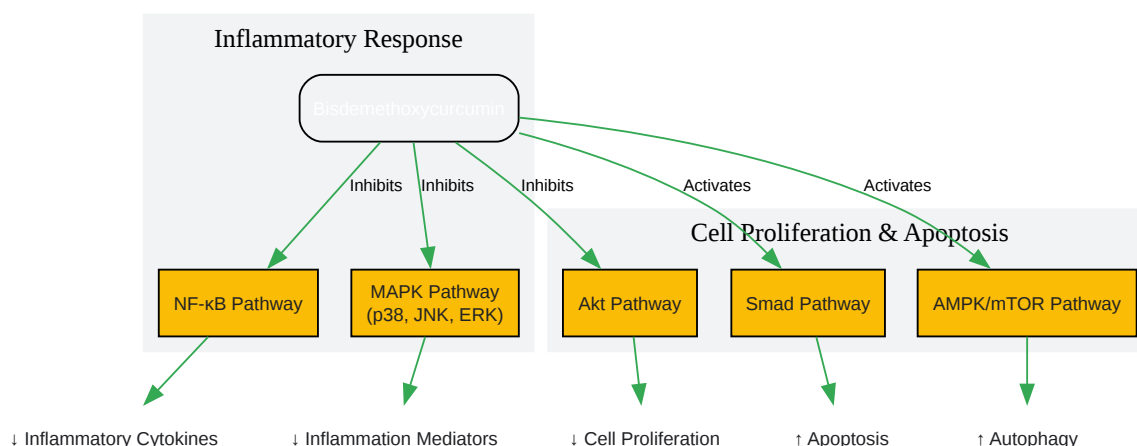 Inflammatory Response
Bisdemethoxycurcumin
Inhibits
Inhibits
Inhibits
Activates
Activates
Cell Proliferation & Apoptosis
NF-κB Pathway
MAPK Pathway
(p38, JNK, ERK)
Akt Pathway
Smad Pathway
AMPK/mTOR Pathway
↓ Inflammatory Cytokines
↓ Inflammation Mediators
↓ Cell Proliferation
↑ Apoptosis
↑ Autophagy